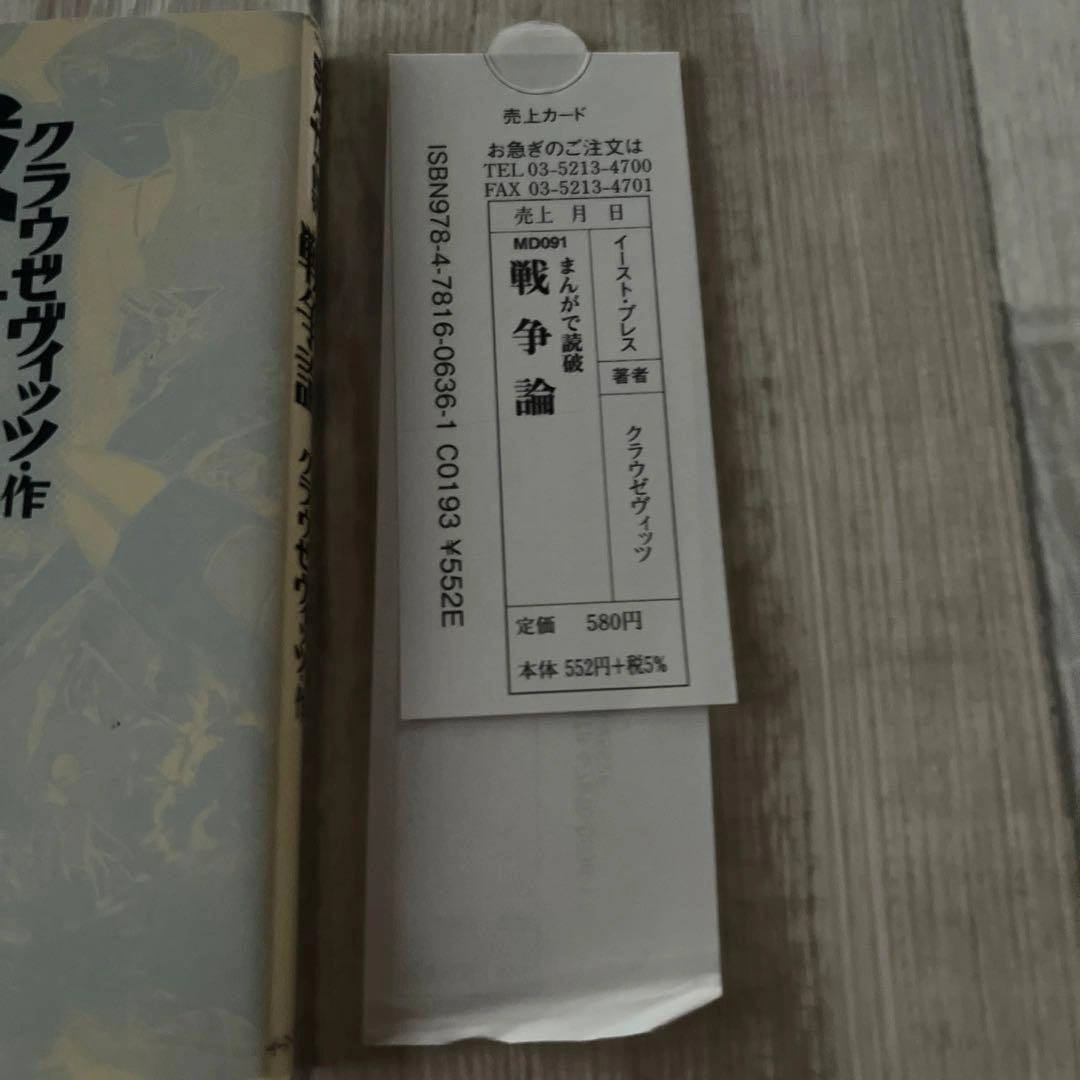 売上カード
お急ぎのご注文は
TEL 03-5213-4700
FAX 03-5213-4701
売上 月 日
イースト・プレス
著者
クラウゼヴィッツ
MD091
まんがで読破
戦争論
定価 580円
本体 552円+税5%
ISBN978-4-7816-0636-1 C0193 ¥552E
クラウゼヴィッツ・作